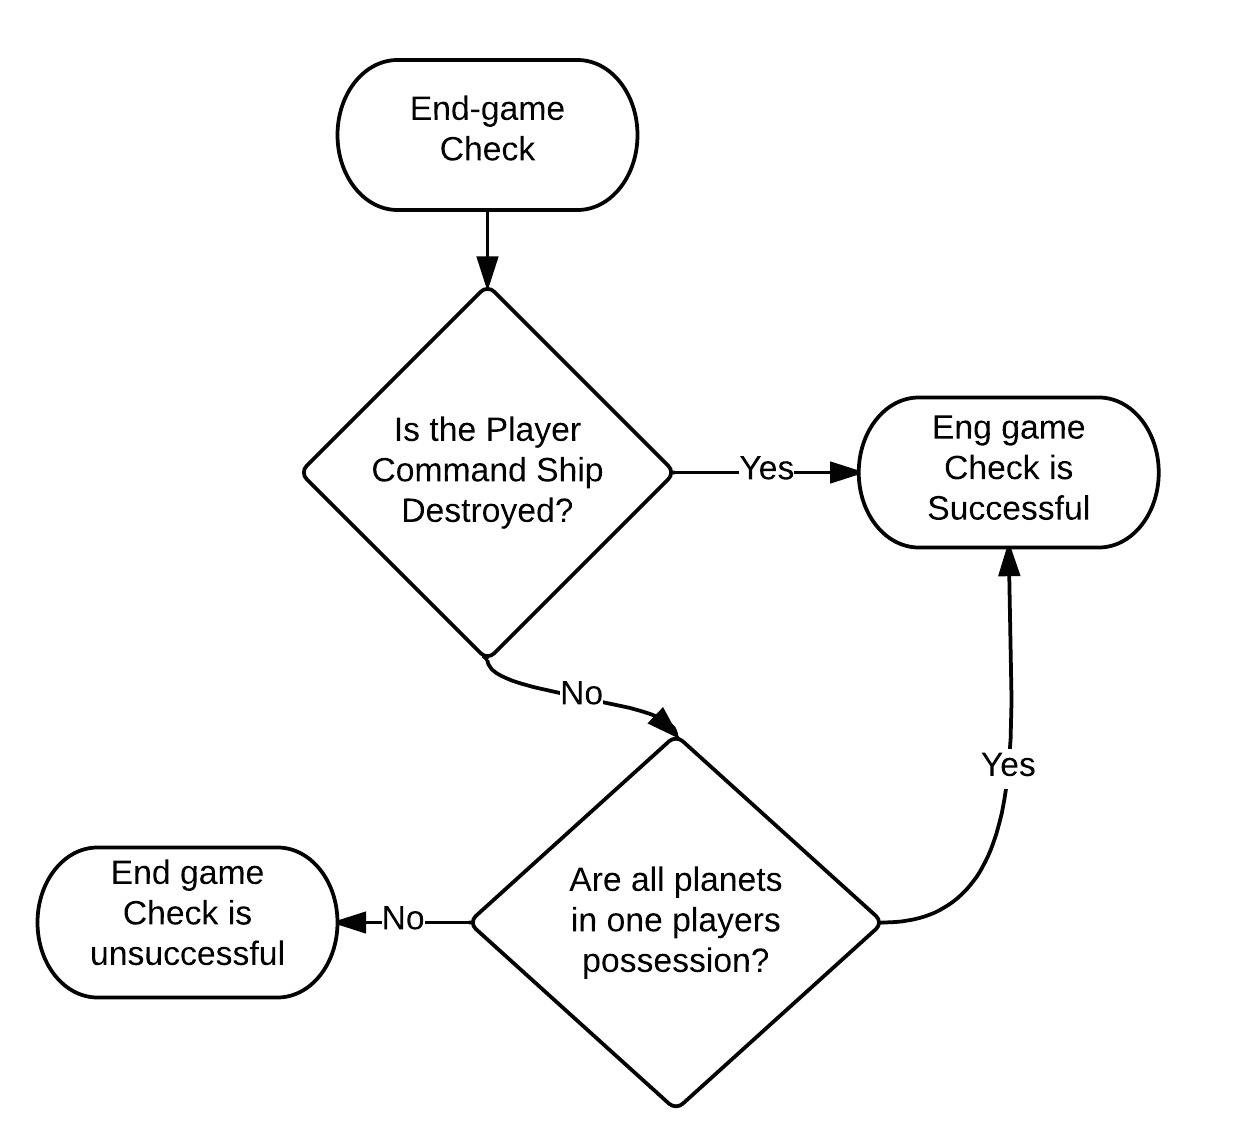 End-game
Check
Is the Player
Command Ship
Destroyed?
Yes
Eng game
Check is
Successful
No
Yes
Are all planets
in one players
possession?
No
End game
Check is
unsuccessful